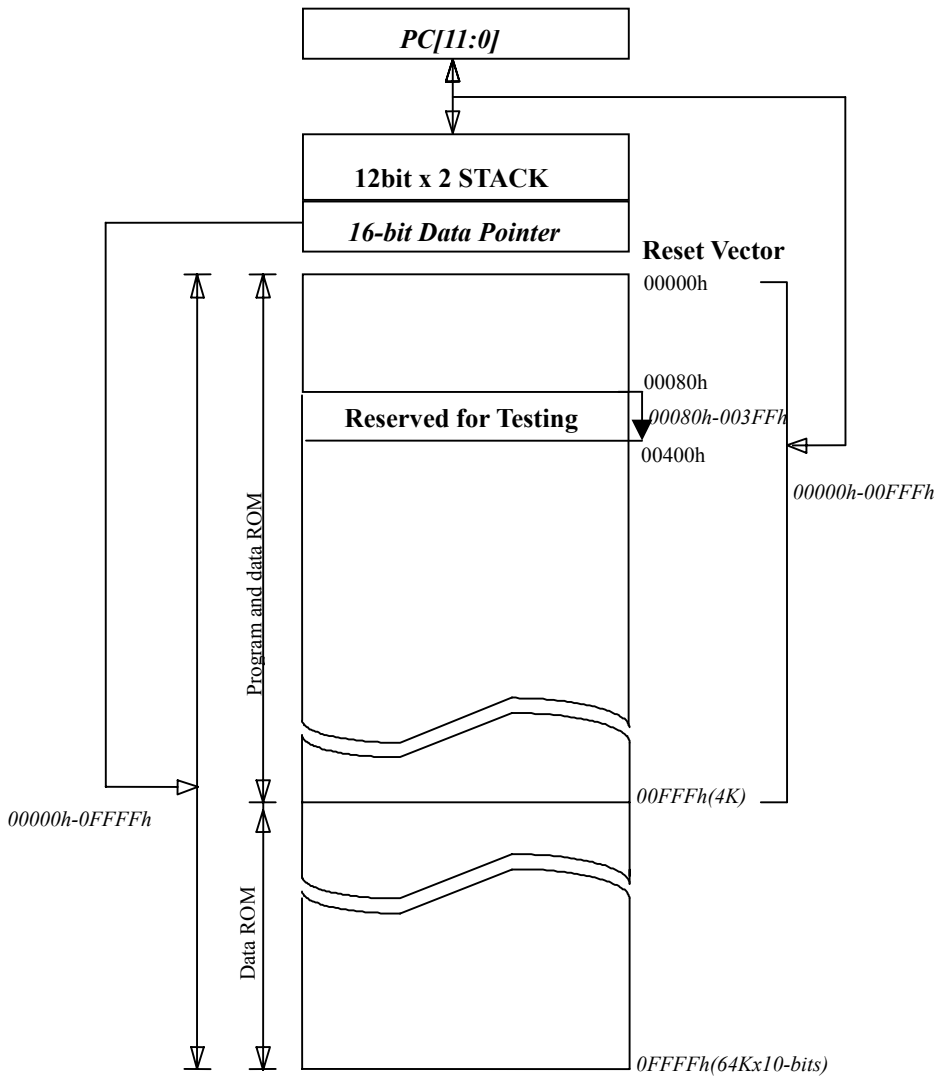 PC[11:0]
12bit x 2 STACK
16-bit Data Pointer
Reset Vector
00000h
00080h
Reserved for Testing
00080h-003FFh
00400h
00000h-00FFFh
Program and data ROM
00FFFh(4K)
00000h-0FFFFh
Data ROM
0FFFFh(64Kx10-bits)